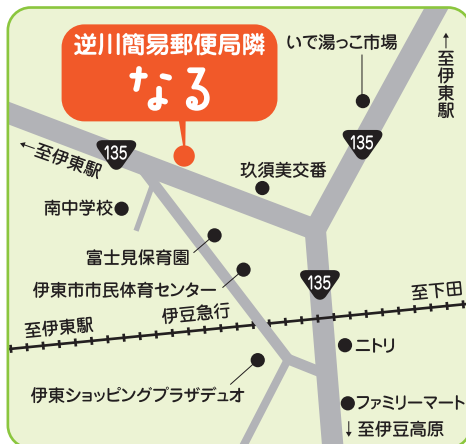 逆川簡易郵便局隣
なる
いで湯っこ市場
↑至伊東駅
135
135
←至伊東駅
玖須美交番
南中学校
富士見保育園
伊東市市民体育センター
135
至下田
伊豆急行
至伊東駅
ニトリ
伊東ショッピングプラザデュオ
ファミリーマート
↓至伊豆高原